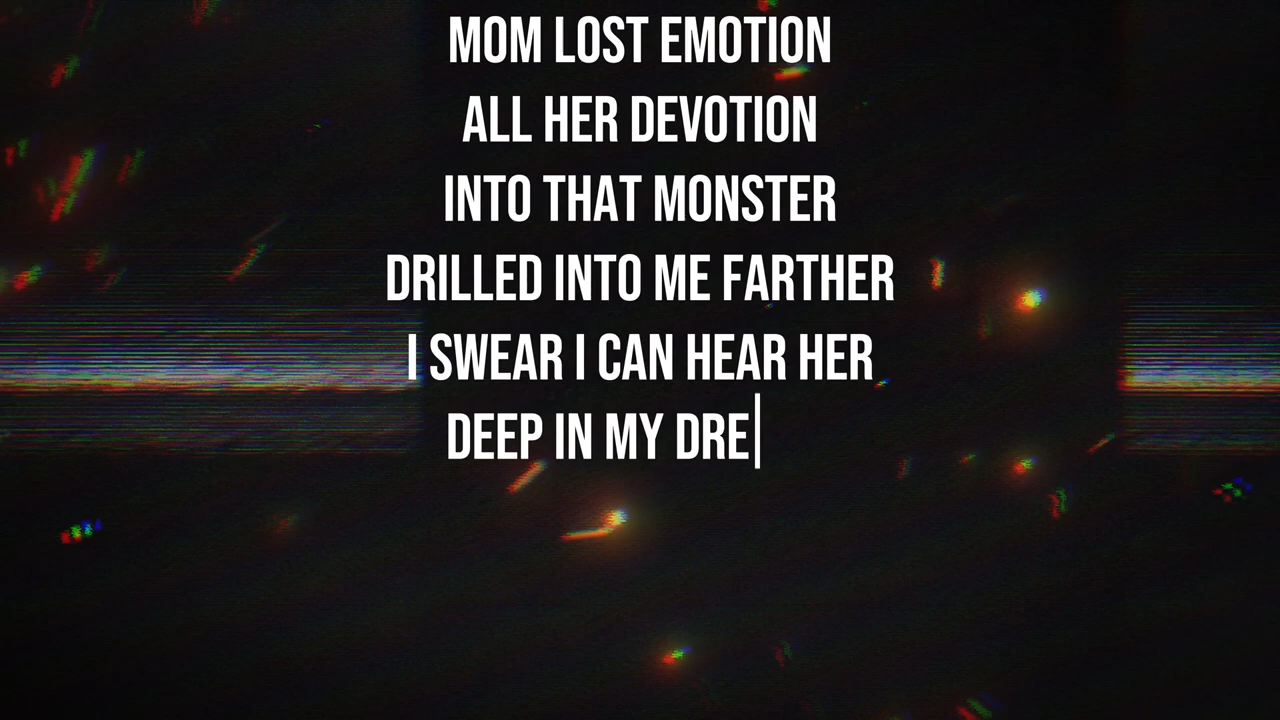 MOM LOST EMOTION
ALL HER DEVOTION
INTO THAT MONSTER
DRILLED INTO ME FARTHER
I SWEAR I CAN HEAR HER
DEEP IN MY DRE